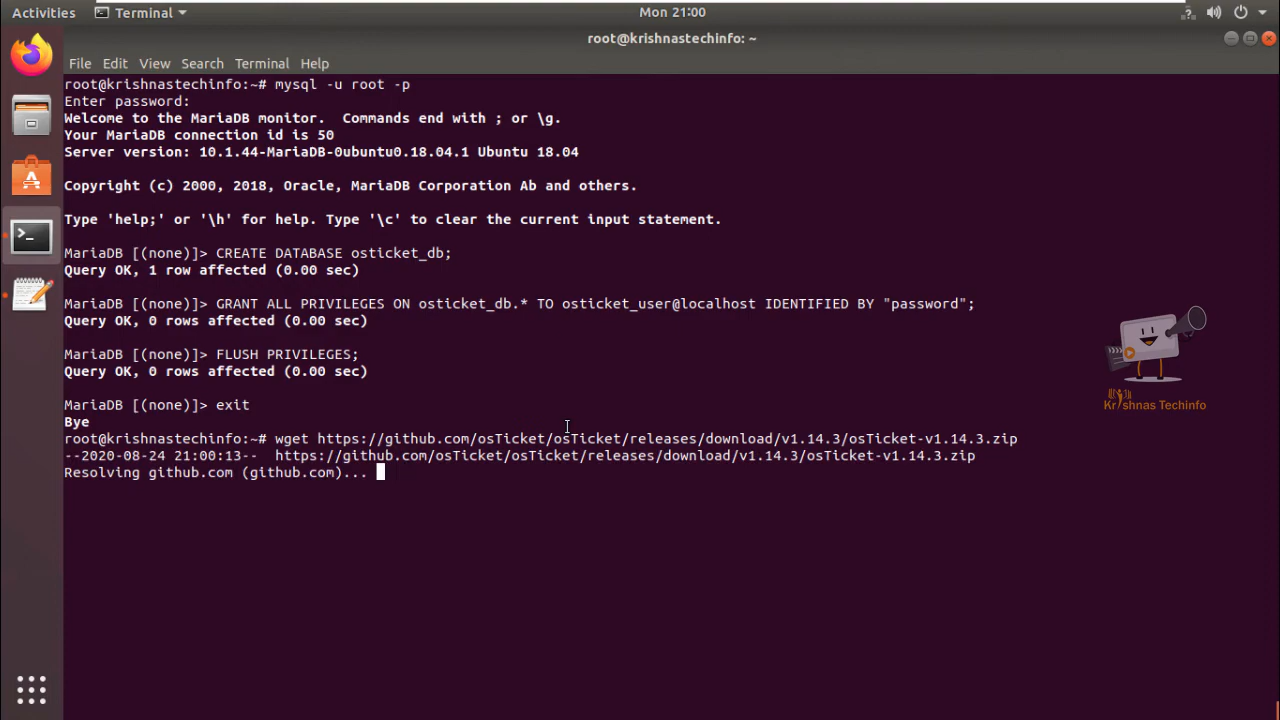 Activities
Terminal
Mon 21:00
?
root@krishnastechinfo: ~
File Edit View Search Terminal Help
root@krishnastechinfo:~# mysql -u root -p
Enter password:
Welcome to the MariaDB monitor.  Commands end with ; or \g.
Your MariaDB connection id is 50
Server version: 10.1.44-MariaDB-0ubuntu0.18.04.1 Ubuntu 18.04
Copyright (c) 2000, 2018, Oracle, MariaDB Corporation Ab and others.
Type 'help;' or '\h' for help. Type '\c' to clear the current input statement.
MariaDB [(none)]> CREATE DATABASE osticket_db;
Query OK, 1 row affected (0.00 sec)
MariaDB [(none)]> GRANT ALL PRIVILEGES ON osticket_db.* TO osticket_user@localhost IDENTIFIED BY "password";
Query OK, 0 rows affected (0.00 sec)
MariaDB [(none)]> FLUSH PRIVILEGES;
Query OK, 0 rows affected (0.00 sec)
MariaDB [(none)]> exit
Bye
root@krishnastechinfo:~# wget https://github.com/osTicket/osTicket/releases/download/v1.14.3/osTicket-v1.14.3.zip
--2020-08-24 21:00:13--  https://github.com/osTicket/osTicket/releases/download/v1.14.3/osTicket-v1.14.3.zip
Resolving github.com (github.com)...
Krishnas Techinfo